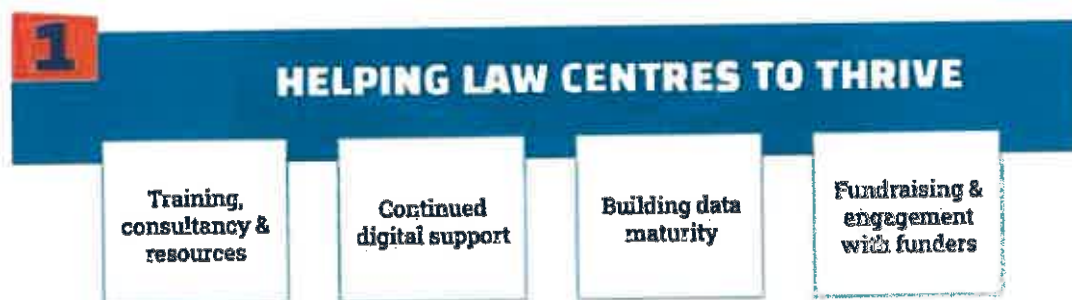 1
HELPING LAW CENTRES TO THRIVE
Training,
consultancy &
resources
Continued
digital support
Building data
maturity
Fundraising &
engagement
with funders